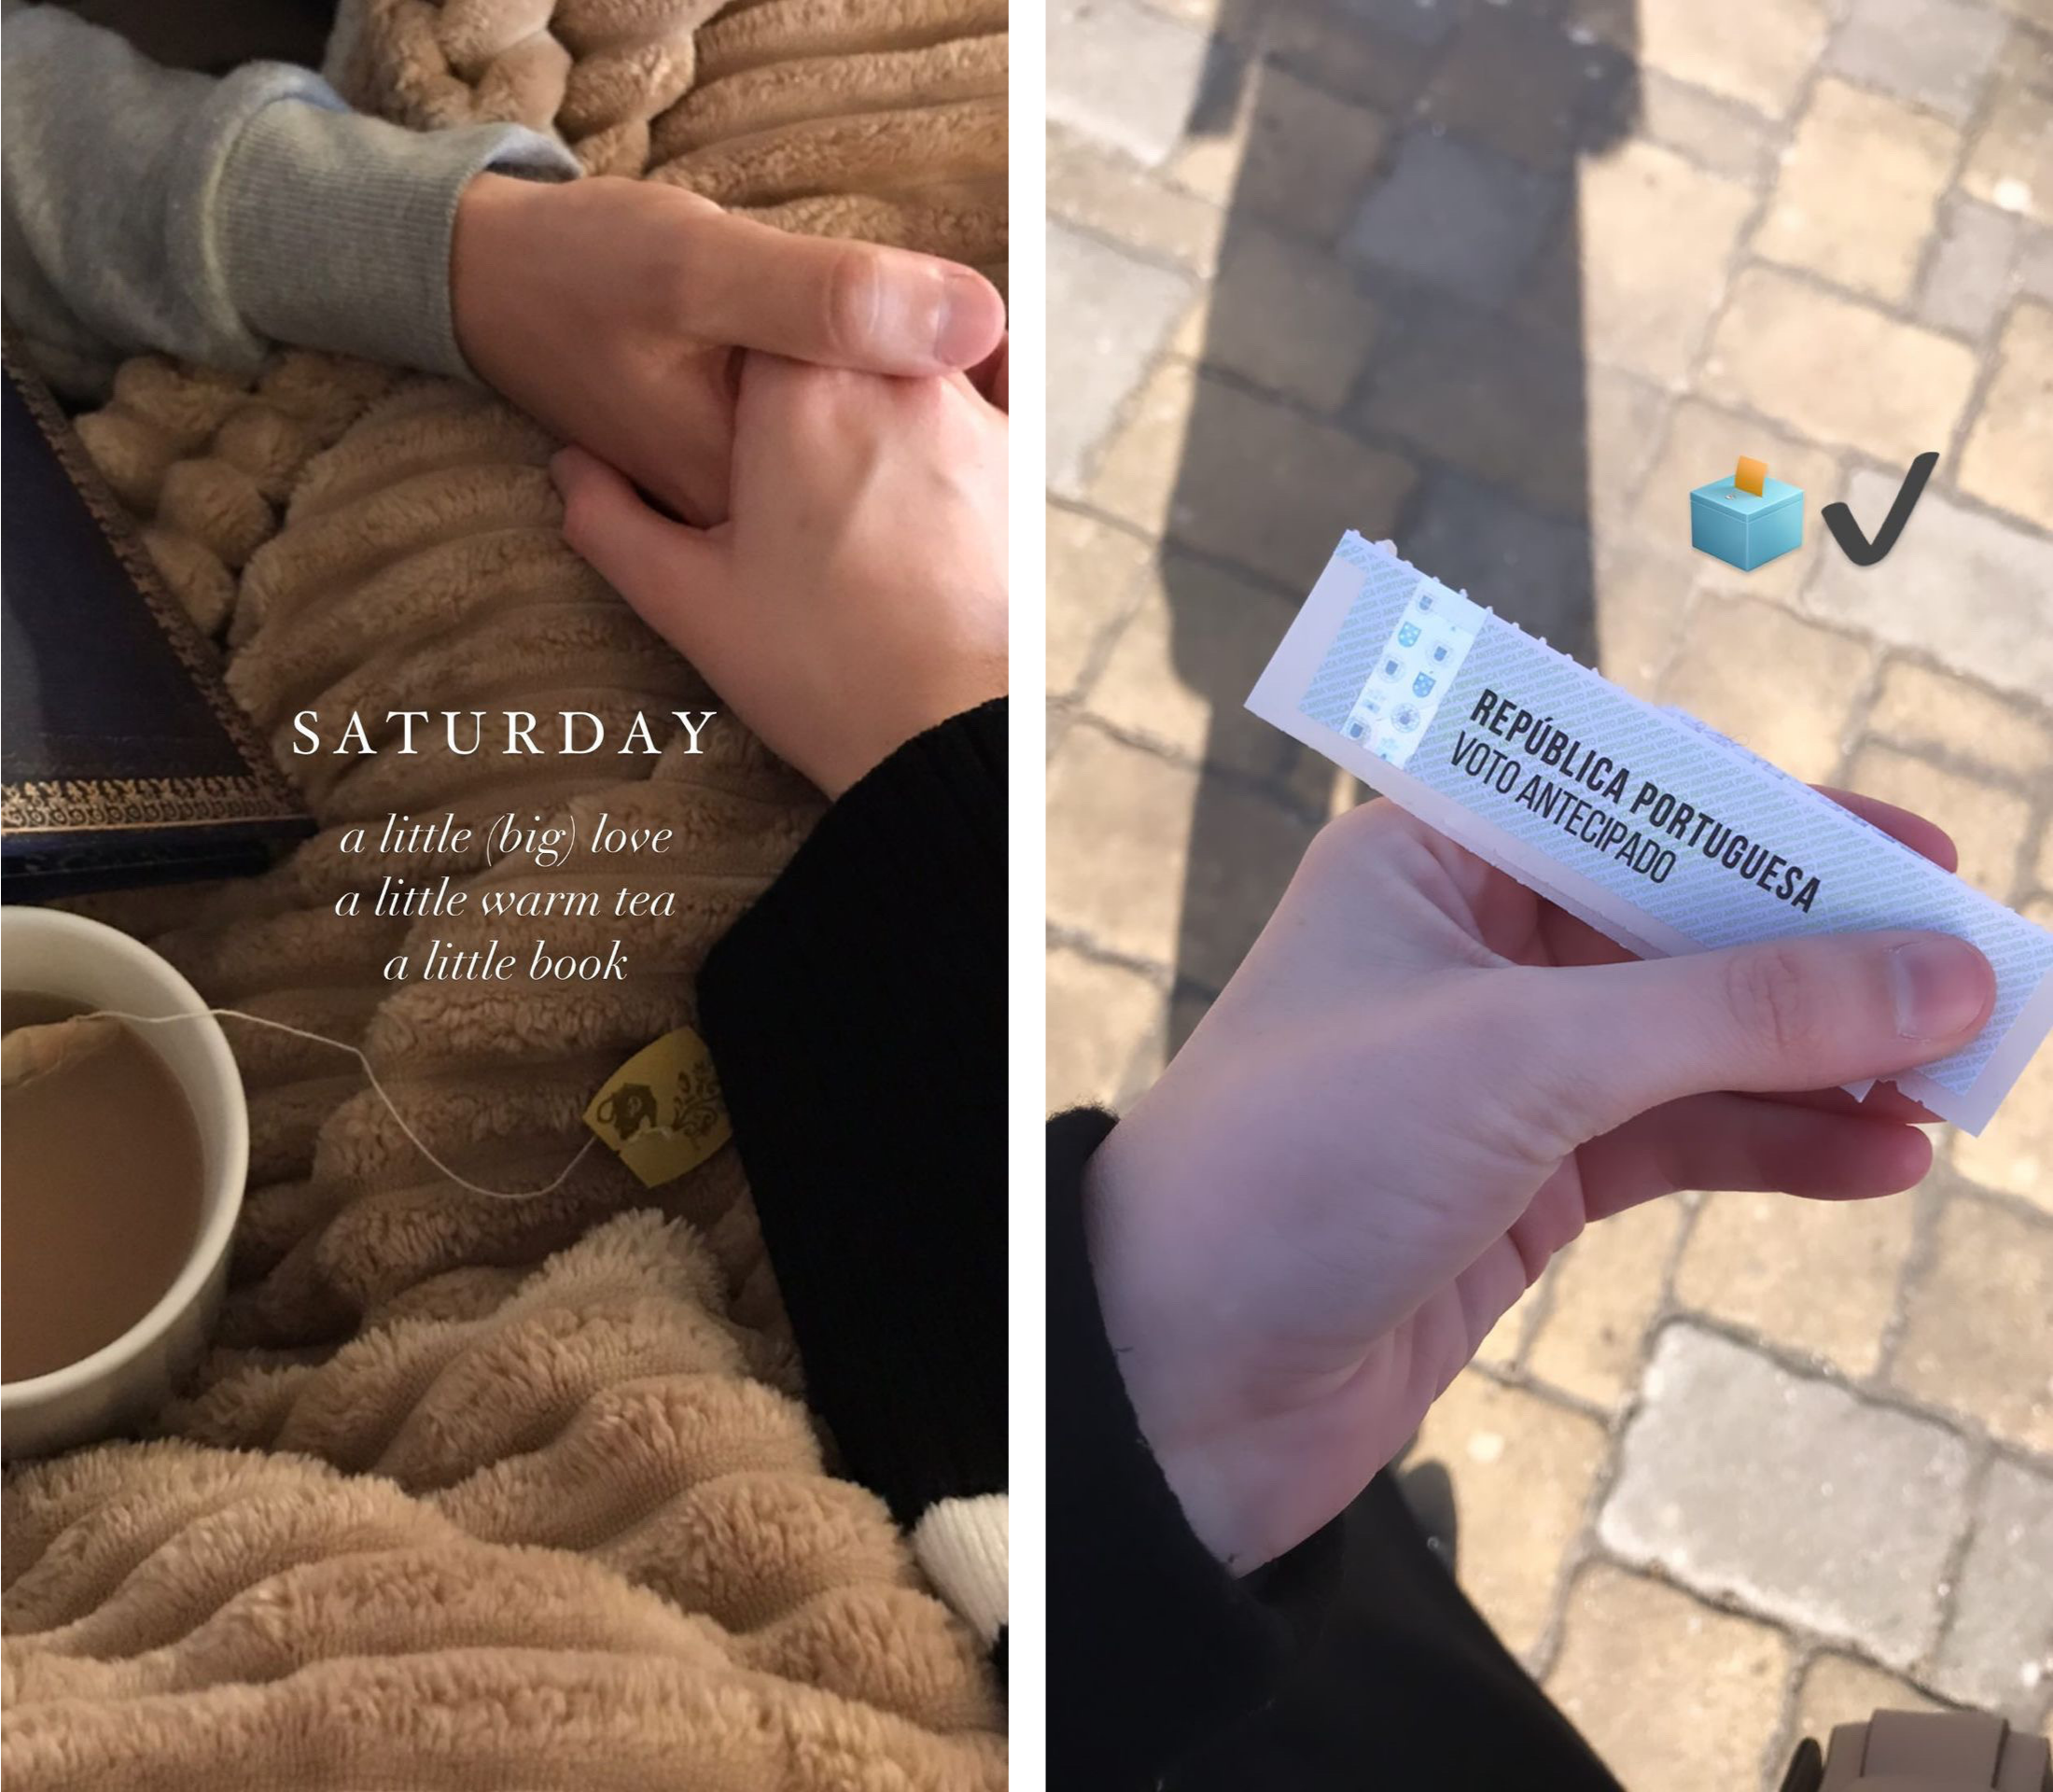 SATURDAY
a little (big) love
a little warm tea
a little book
REPÚBLICA PORTUGUESA
VOTO ANTECIPADO